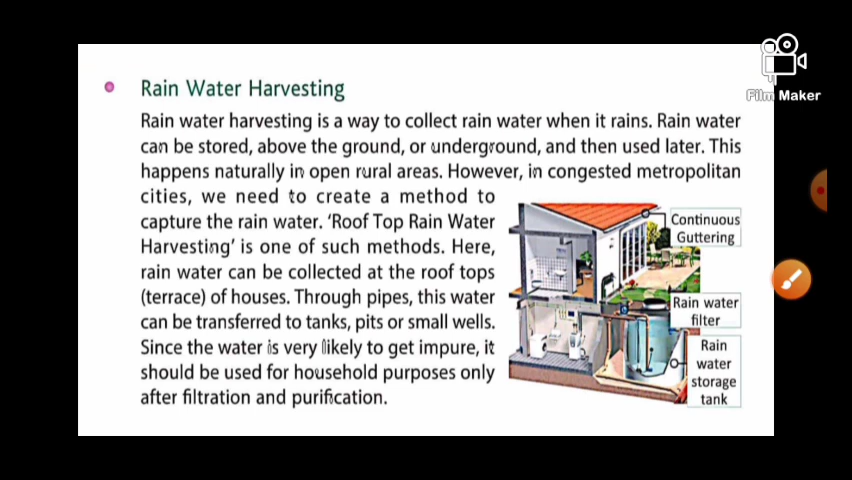 Film Maker
Rain Water Harvesting
Rain water harvesting is a way to collect rain water when it rains. Rain water
can be stored, above the ground, or underground, and then used later. This
happens naturally in open rural areas. However, in congested metropolitan
cities, we need to create a method to
capture the rain water. ‘Roof Top Rain Water
Harvesting’ is one of such methods. Here,
rain water can be collected at the roof tops
(terrace) of houses. Through pipes, this water
can be transferred to tanks, pits or small wells.
Since the water is very likely to get impure, it
should be used for household purposes only
after filtration and purification.
Continuous
Guttering
Rain water
filter
Rain
water
storage
tank